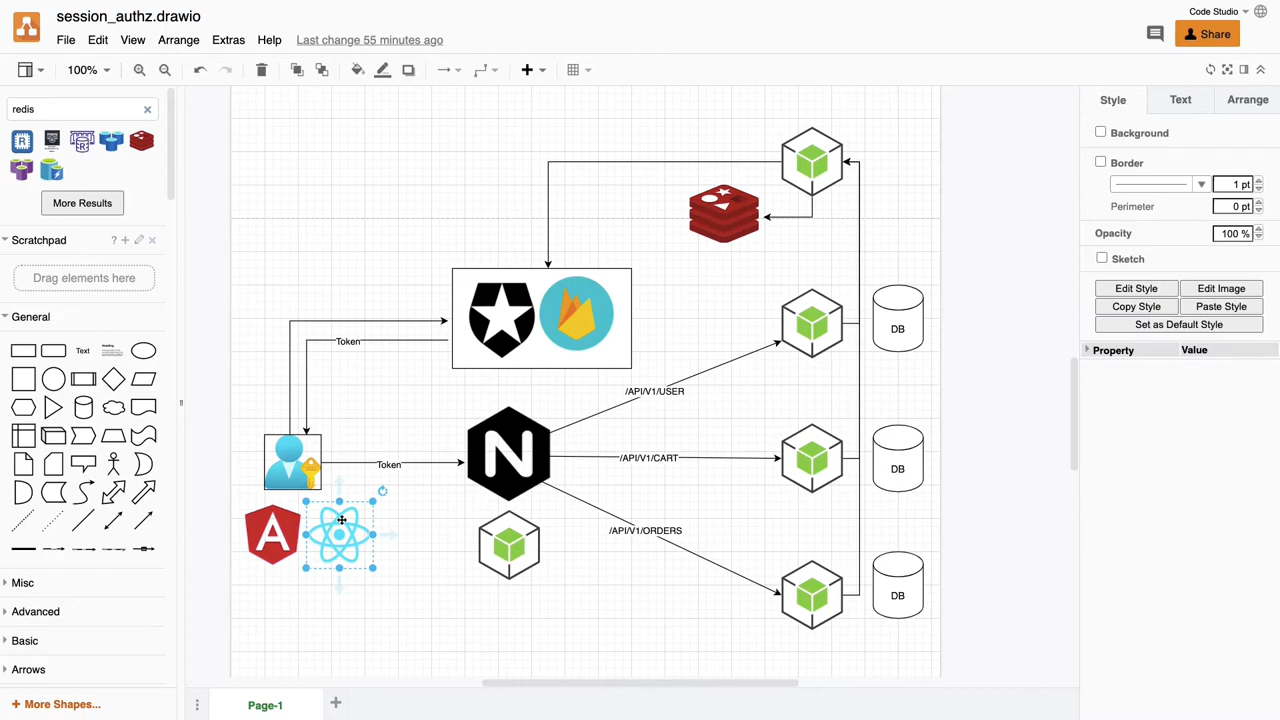 session_authz.drawio
Code Studio
File Edit View Arrange Extras Help Last change 55 minutes ago
Share
100%
redis
More Results
Scratchpad
?
Drag elements here
General
Text
Heading
Misc
Advanced
Basic
Arrows
More Shapes...
Token
Token
/API/V1/USER
/API/V1/CART
/API/V1/ORDERS
DB
DB
DB
N
A
Page-1
Style Text Arrange
Background
Border
1 pt
Perimeter
0 pt
Opacity
100 %
Sketch
Edit Style
Edit Image
Copy Style
Paste Style
Set as Default Style
Property Value